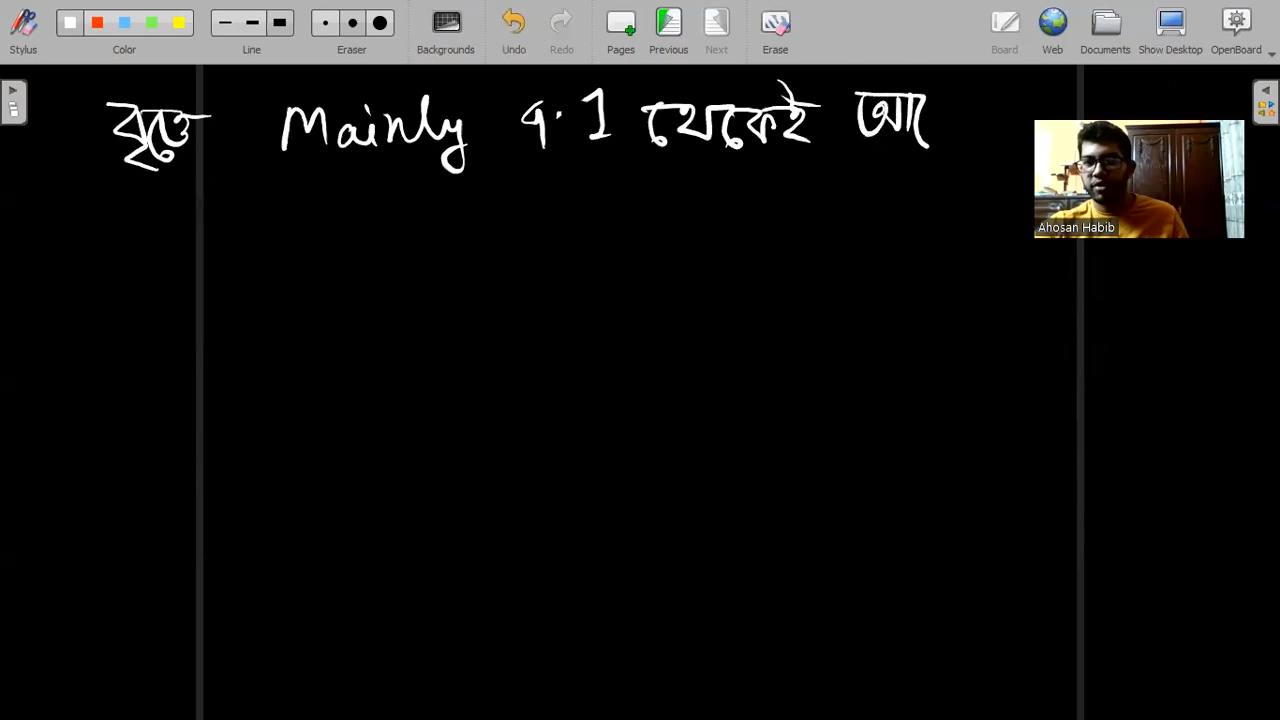 Stylus Color Line Eraser Backgrounds Undo Redo Pages Previous Next Erase Board Web Documents Show Desktop OpenBoard
বৃত্তে Mainly ৭.1 থেকেই আ
Ahosan Habib